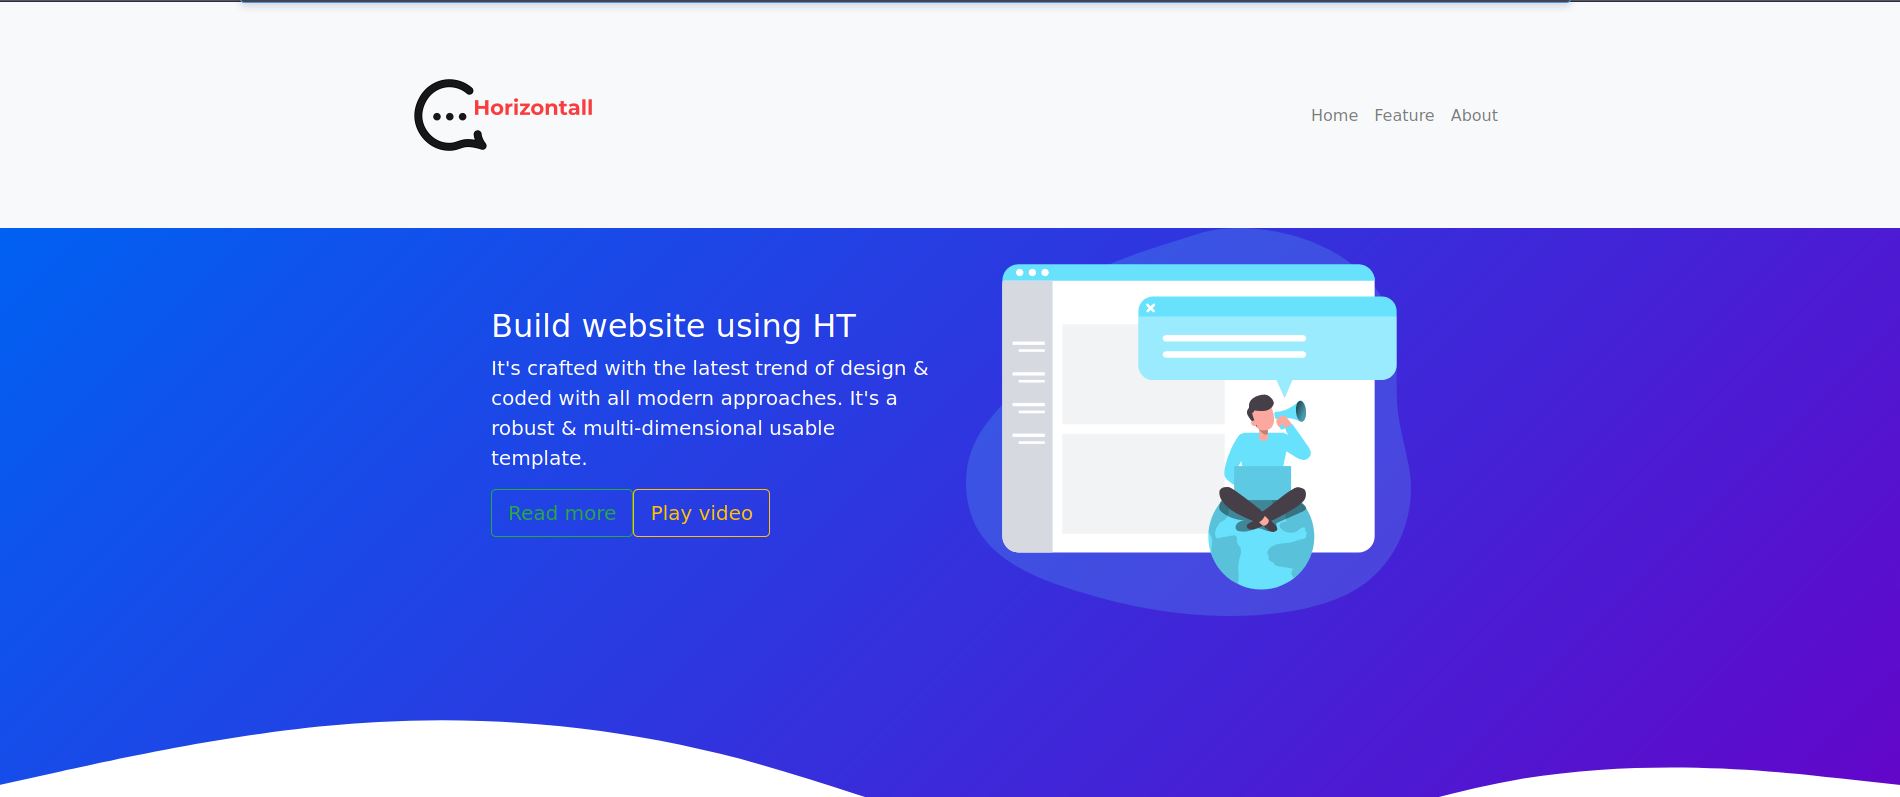 Horizontall
Home Feature About
Build website using HT
It's crafted with the latest trend of design &
coded with all modern approaches. It's a
robust & multi-dimensional usable
template.
Read more Play video